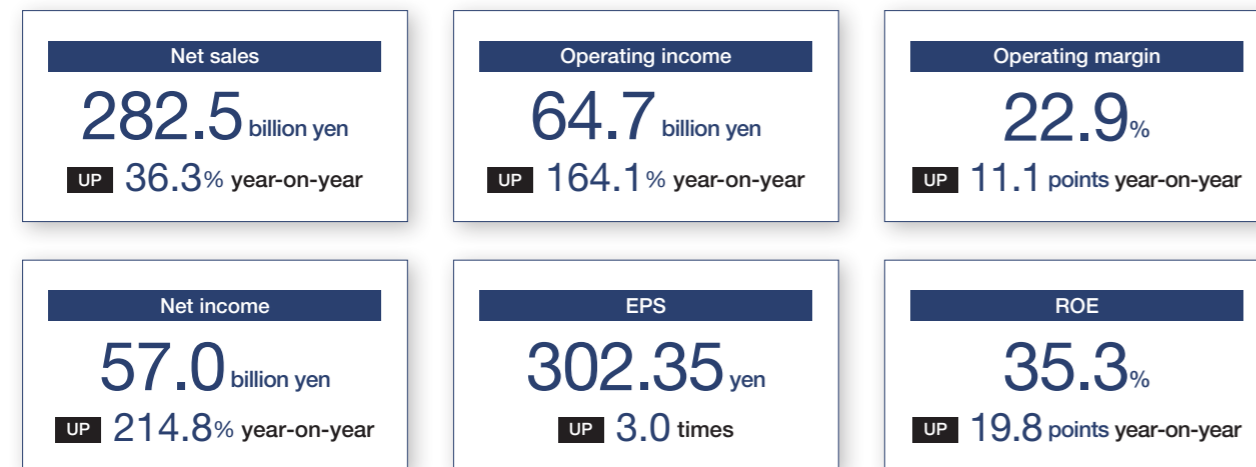 Net sales
282.5 billion yen
UP 36.3% year-on-year
Operating income
64.7 billion yen
UP 164.1% year-on-year
Operating margin
22.9%
UP 11.1 points year-on-year
Net income
57.0 billion yen
UP 214.8% year-on-year
EPS
302.35 yen
UP 3.0 times
ROE
35.3%
UP 19.8 points year-on-year